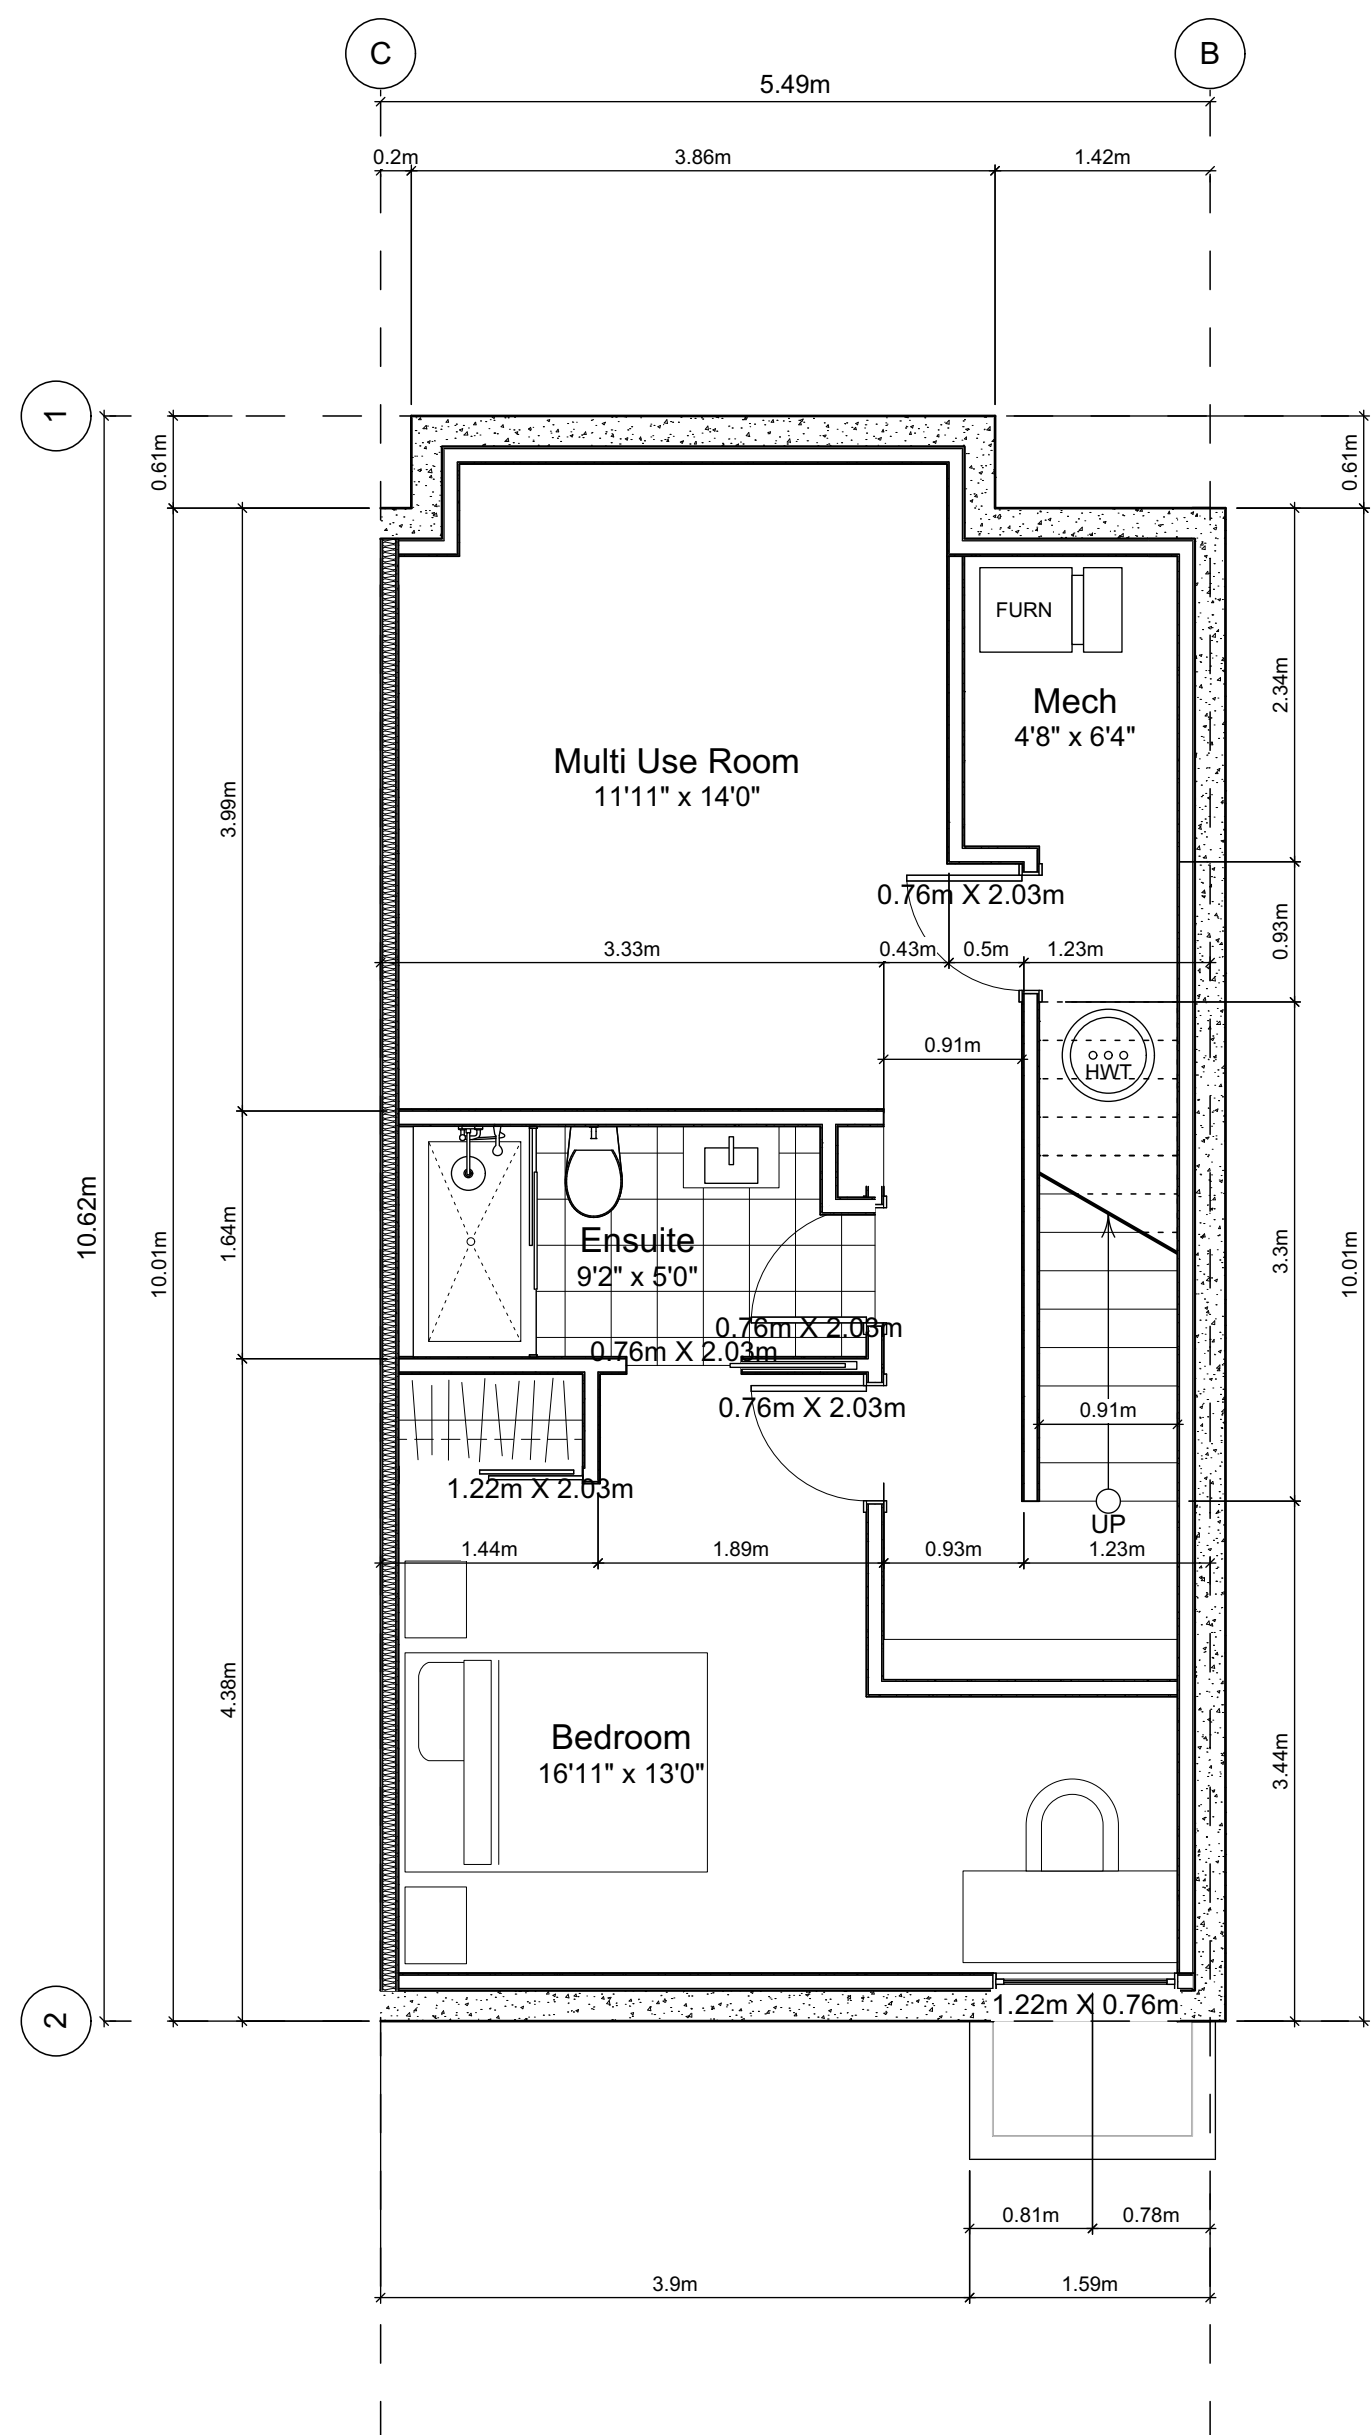 C
B
5.49m
0.2m
3.86m
1.42m
1
0.61m
0.61m
FURN
Mech
4'8" x 6'4"
2.34m
Multi Use Room
11'11" x 14'0"
3.99m
0.76m X 2.03m
0.93m
3.33m
0.43m
0.5m
1.23m
0.91m
HWT
10.62m
10.01m
1.64m
Ensuite
9'2" x 5'0"
3.3m
10.01m
0.76m X 2.03m
0.76m X 2.03m
0.76m X 2.03m
0.91m
1.22m X 2.03m
UP
1.44m
1.89m
0.93m
1.23m
4.38m
Bedroom
16'11" x 13'0"
3.44m
2
1.22m X 0.76m
0.81m
0.78m
3.9m
1.59m